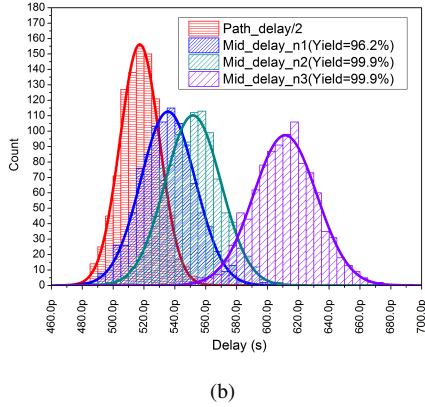 180
170
160
150
140
130
120
110
100
90
80
70
60
50
40
30
20
10
0
Count
Path_delay/2
Mid_delay_n1(Yield=96.2%)
Mid_delay_n2(Yield=99.9%)
Mid_delay_n3(Yield=99.9%)
460.0p 480.0p 500.0p 520.0p 540.0p 560.0p 580.0p 600.0p 620.0p 640.0p 660.0p 680.0p 700.0p
Delay (s)
(b)